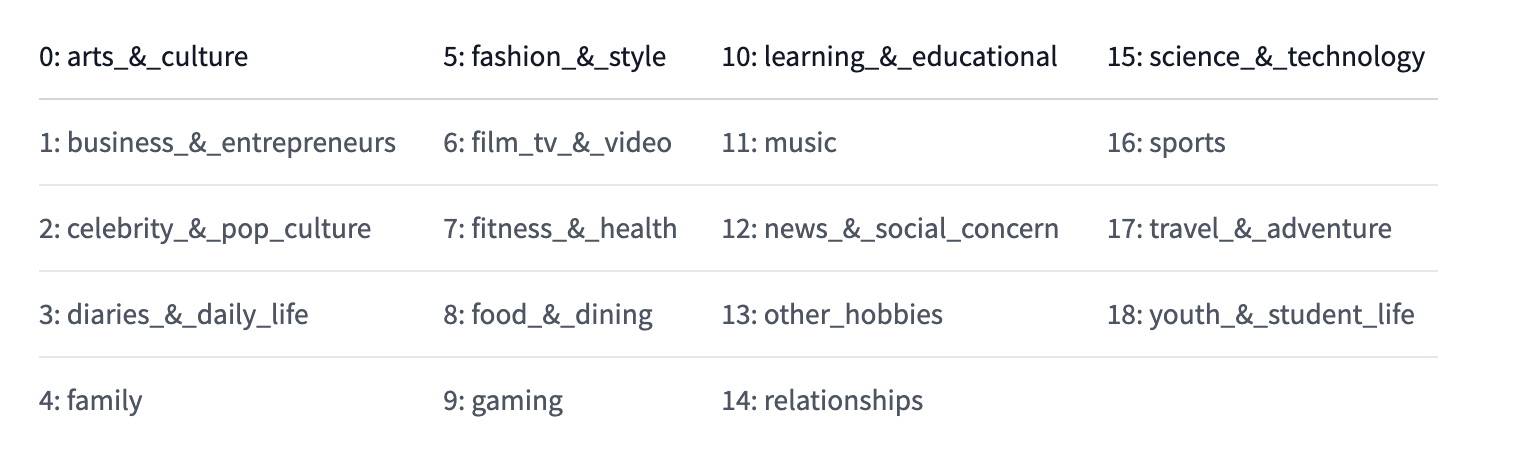 0: arts_&_culture 5: fashion_&_style 10: learning_&_educational 15: science_&_technology
1: business_&_entrepreneurs 6: film_tv_&_video 11: music 16: sports
2: celebrity_&_pop_culture 7: fitness_&_health 12: news_&_social_concern 17: travel_&_adventure
3: diaries_&_daily_life 8: food_&_dining 13: other_hobbies 18: youth_&_student_life
4: family 9: gaming 14: relationships